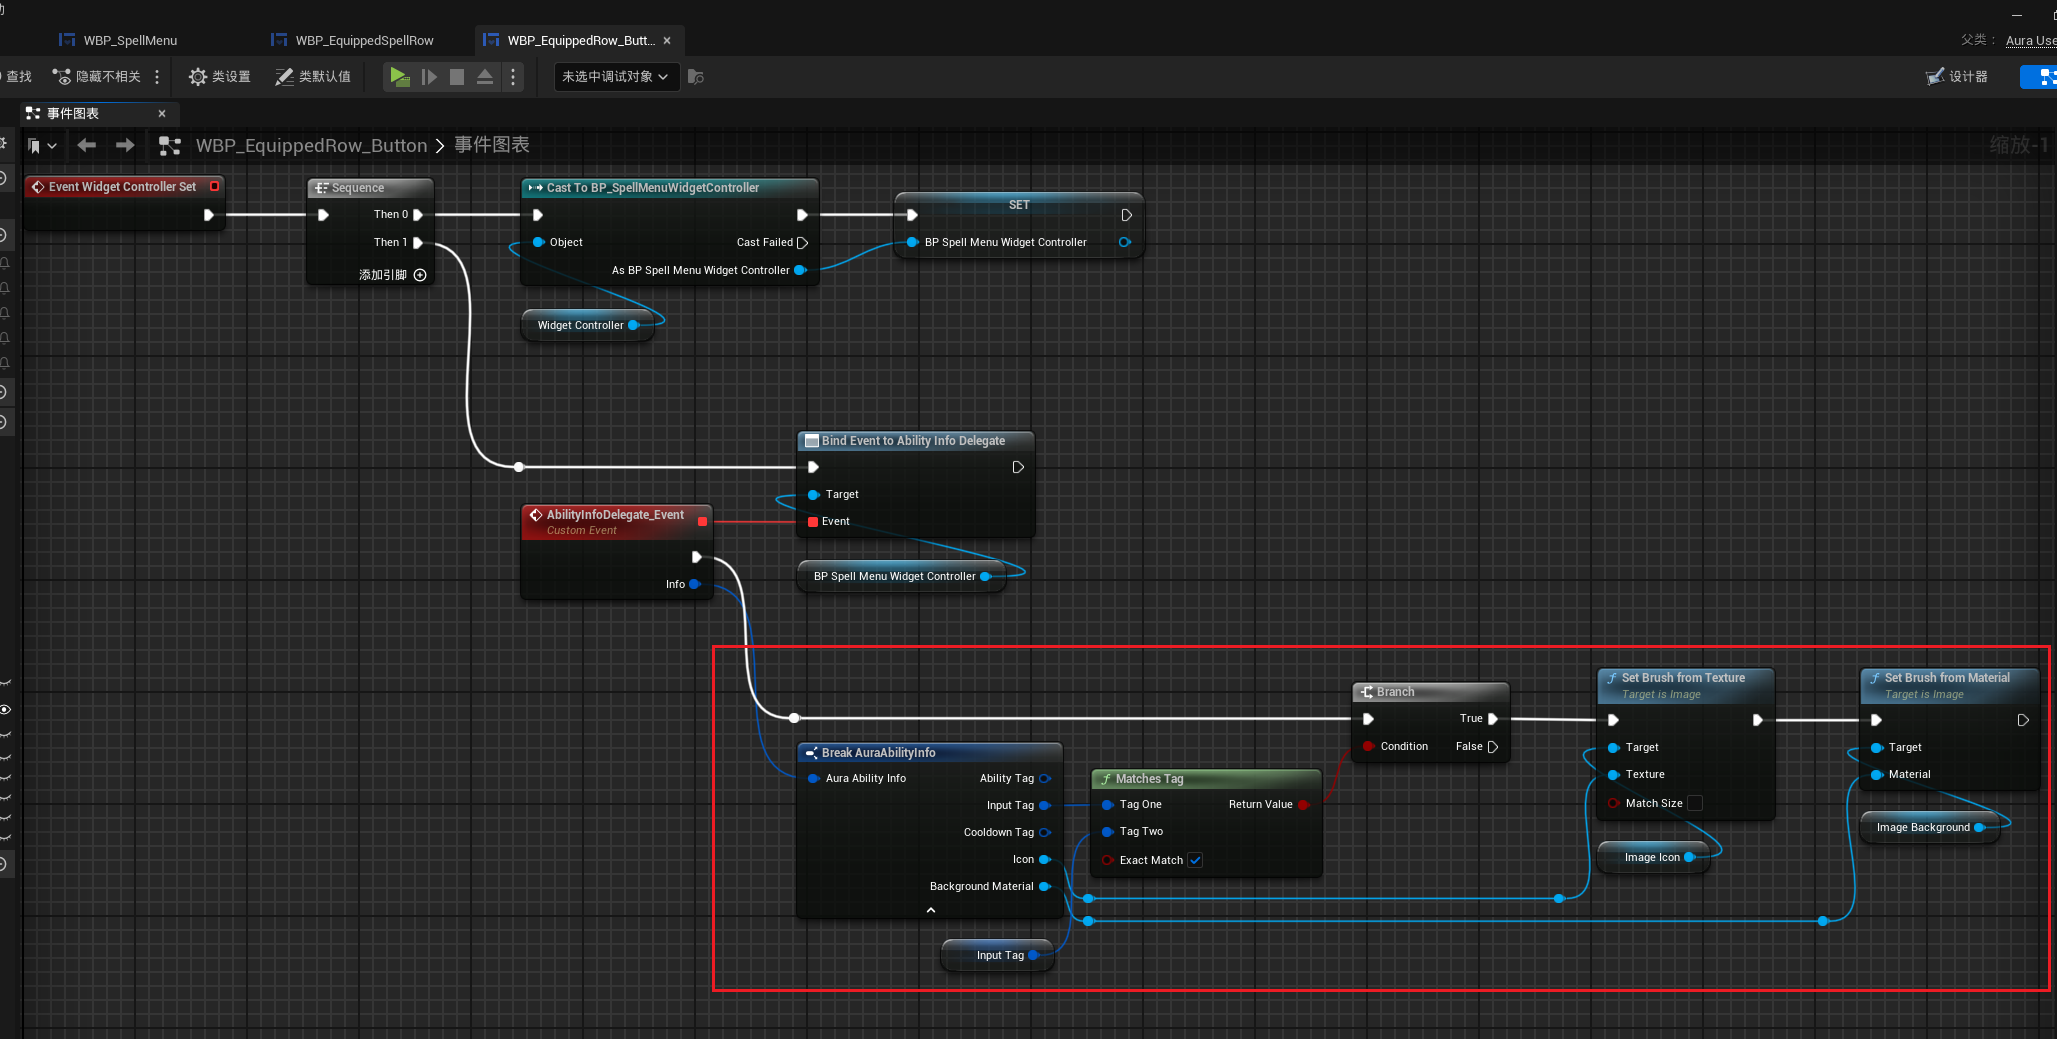 WBP_SpellMenu
WBP_EquippedSpellRow
WBP_EquippedRow_Butt...
父类：
Aura Use
查找
隐藏不相关
类设置
类默认值
未选中调试对象
设计器
事件图表
WBP_EquippedRow_Button
事件图表
缩放-1
Event Widget Controller Set
Sequence
Then 0
Then 1
添加引脚
Cast To BP_SpellMenuWidgetController
Object
Cast Failed
As BP Spell Menu Widget Controller
SET
BP Spell Menu Widget Controller
Widget Controller
Bind Event to Ability Info Delegate
Target
Event
AbilityInfoDelegate_Event
Custom Event
Info
BP Spell Menu Widget Controller
Break AuraAbilityInfo
Aura Ability Info
Ability Tag
Input Tag
Cooldown Tag
Icon
Background Material
Input Tag
Matches Tag
Tag One
Return Value
Tag Two
Exact Match
Branch
True
Condition
False
Set Brush from Texture
Target is Image
Target
Texture
Match Size
Image Icon
Set Brush from Material
Target is Image
Target
Material
Image Background